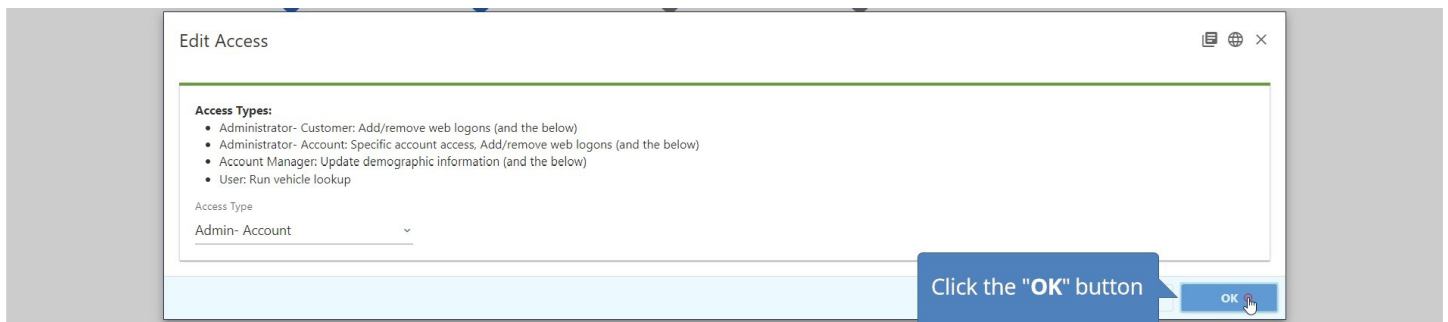 Edit Access
Access Types:
Administrator- Customer: Add/remove web logons (and the below)
Administrator- Account: Specific account access, Add/remove web logons (and the below)
Account Manager: Update demographic information (and the below)
User: Run vehicle lookup
Access Type
Admin- Account
Click the "OK" button
OK